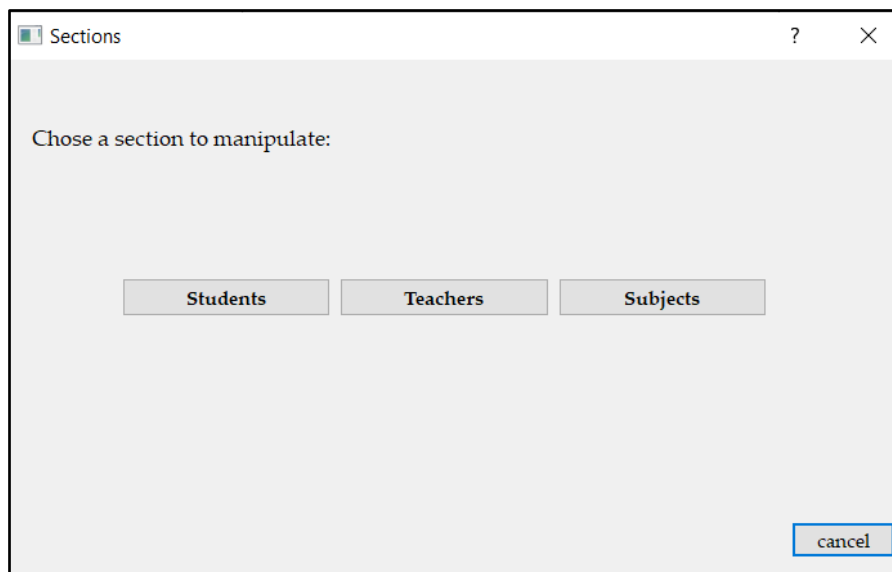 Sections ?
Chose a section to manipulate:
Students Teachers Subjects
cancel